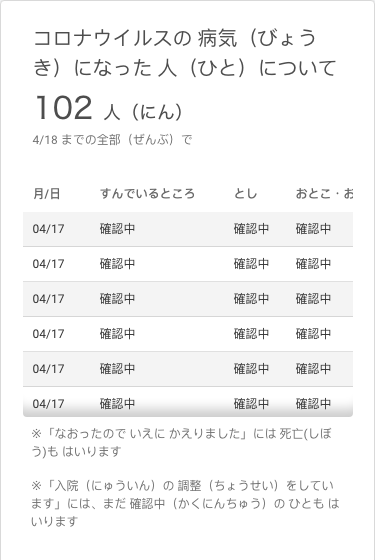 コロナウイルスの 病気（びょう
き）になった 人（ひと）について
102 人（にん）
4/18 までの全部（ぜんぶ）で
月/日 すんでいるところ とし おとこ・お
04/17 確認中 確認中 確認中
04/17 確認中 確認中 確認中
04/17 確認中 確認中 確認中
04/17 確認中 確認中 確認中
04/17 確認中 確認中 確認中
04/17 確認中 確認中 確認中
※「なおったので いえに かえりました」には 死亡(しぼ
う)も はいります
※「入院（にゅういん）の 調整（ちょうせい）をしてい
ます」には、まだ 確認中（かくにんちゅう）の ひとも は
いります